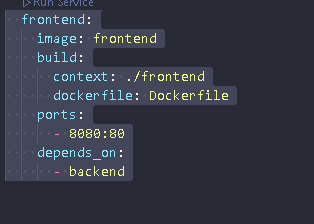 Run Service
frontend:
image: frontend
build:
context: ./frontend
dockerfile: Dockerfile
ports:
- 8080:80
depends_on:
- backend